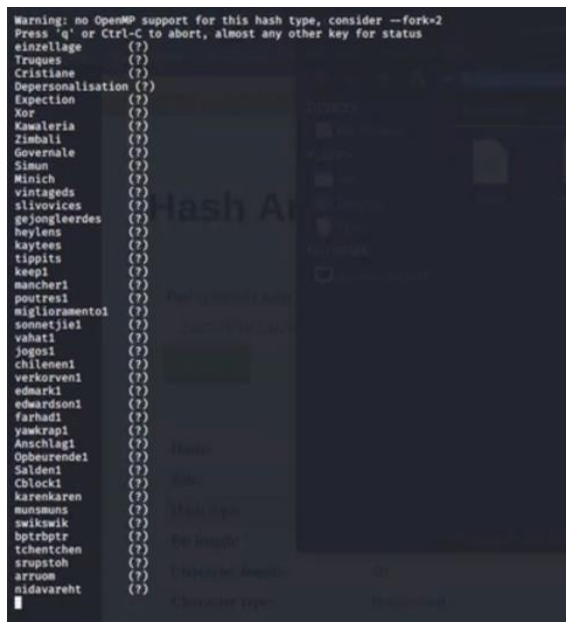 Warning: no OpenMP support for this hash type, consider --fork=2
Press 'q' or Ctrl-C to abort, almost any other key for status
einzellage (?)
Truques (?)
Cristiane (?)
Depersonalisation (?)
Expection (?)
Xor (?)
Kawaleria (?)
Zimbali (?)
Governale (?)
Simun (?)
Minich (?)
vintageds (?)
slivovices (?)
gejongleerdes (?)
heylens (?)
kaytees (?)
tippits (?)
keep1 (?)
mancher1 (?)
poutres1 (?)
miglioramento1 (?)
sonnetjie1 (?)
vahat1 (?)
jogos1 (?)
chilenen1 (?)
verkorven1 (?)
edmark1 (?)
edwardson1 (?)
farhad1 (?)
yawkrap1 (?)
Anschlag1 (?)
Opbeurende1 (?)
Salden1 (?)
Cblock1 (?)
karenkaren (?)
munsmuns (?)
swikswik (?)
bptrbptr (?)
tchentchen (?)
srupstoh (?)
arruom (?)
nidavareht (?)
Hash A